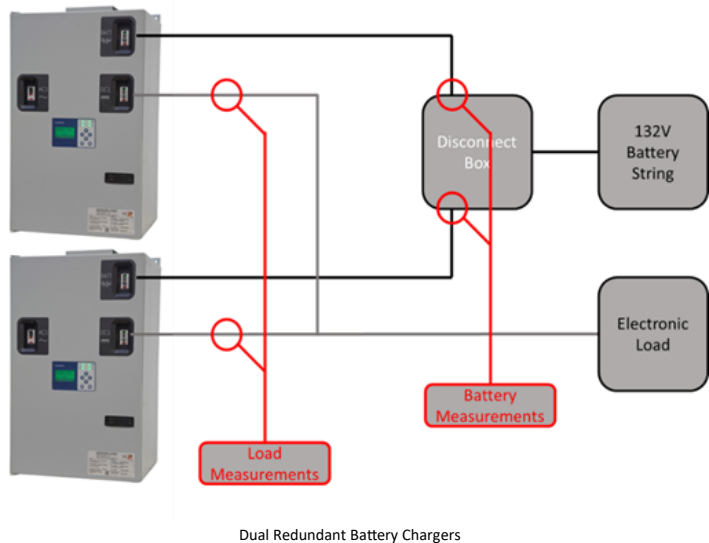 Disconnect
Box
132V
Battery
String
Electronic
Load
Battery
Measurements
Load
Measurements
Dual Redundant Battery Chargers